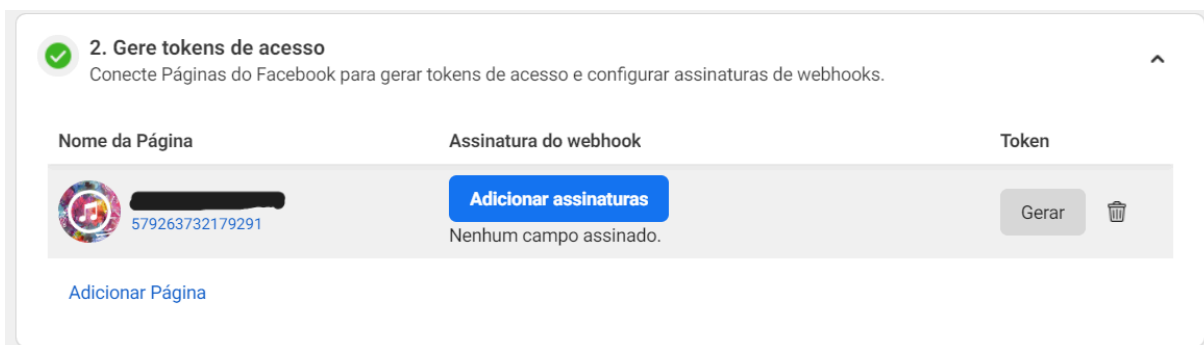 2. Gere tokens de acesso
Conecte Páginas do Facebook para gerar tokens de acesso e configurar assinaturas de webhooks.
Nome da Página
Assinatura do webhook
Token
579263732179291
Adicionar assinaturas
Nenhum campo assinado.
Gerar
Adicionar Página